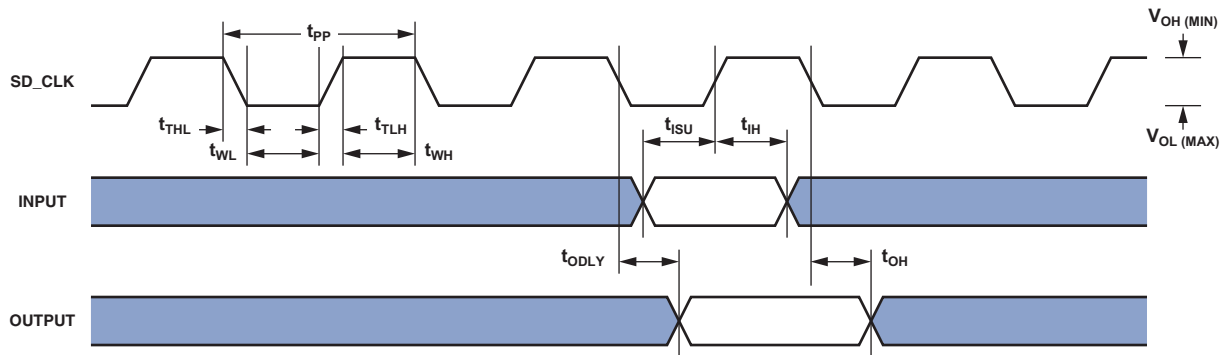 tPP
VOH (MIN)
SD_CLK
tTHL
tTLH
tISU
tIH
tWL
tWH
VOL (MAX)
INPUT
tODLY
tOH
OUTPUT